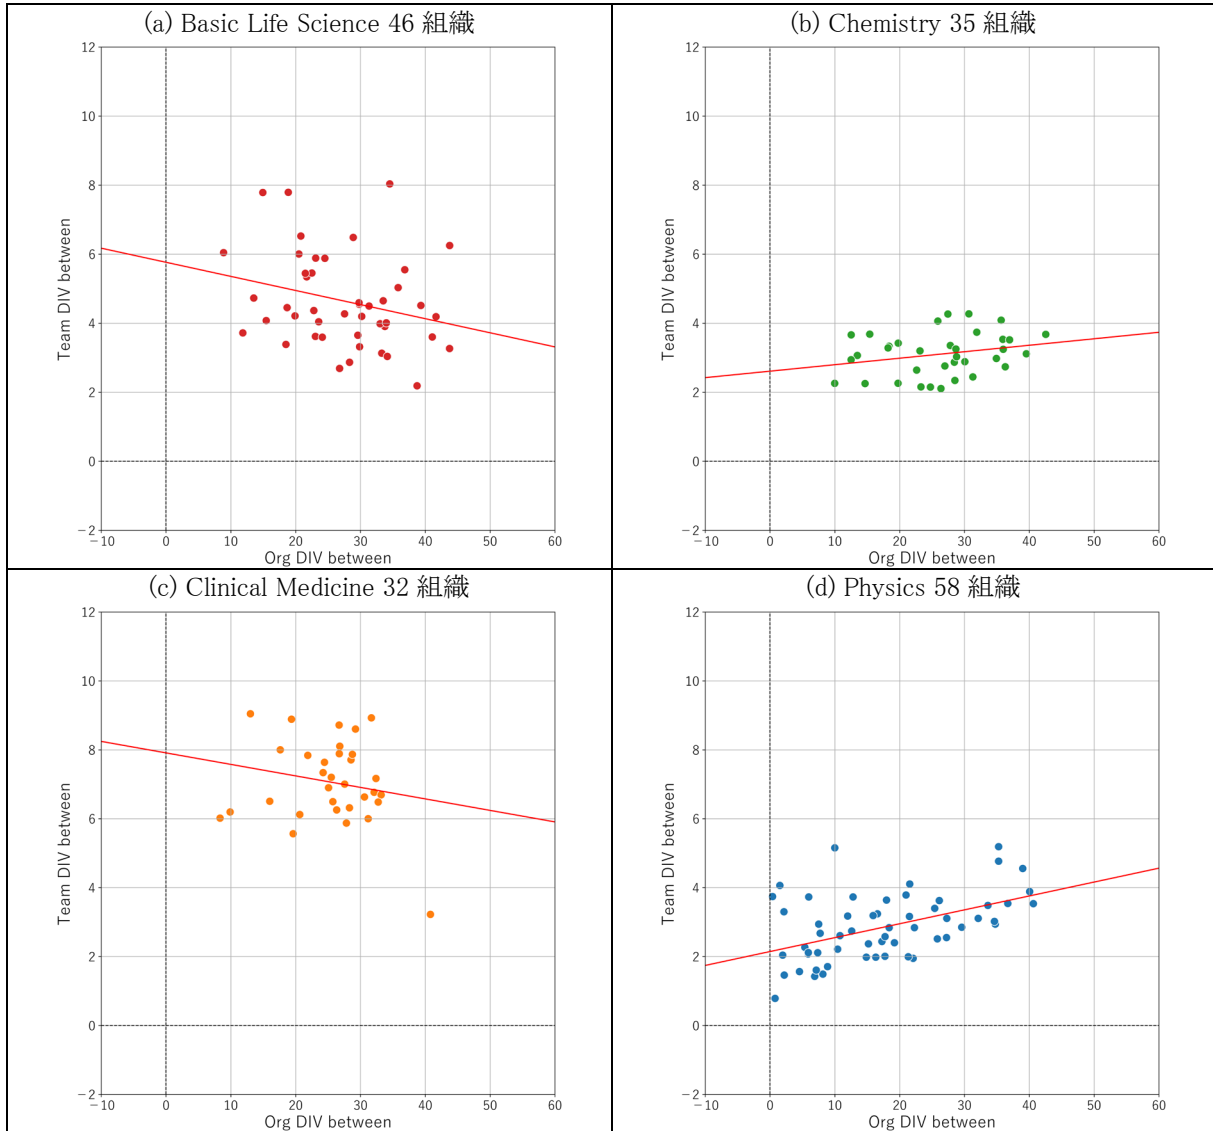 (a) Basic Life Science 46 組織
12
10
8
6
4
2
0
−2
Team DIV between
−10 0 10 20 30 40 50 60
Org DIV between
(b) Chemistry 35 組織
12
10
8
6
4
2
0
−2
Team DIV between
−10 0 10 20 30 40 50 60
Org DIV between
(c) Clinical Medicine 32 組織
12
10
8
6
4
2
0
−2
Team DIV between
−10 0 10 20 30 40 50 60
Org DIV between
(d) Physics 58 組織
12
10
8
6
4
2
0
−2
Team DIV between
−10 0 10 20 30 40 50 60
Org DIV between